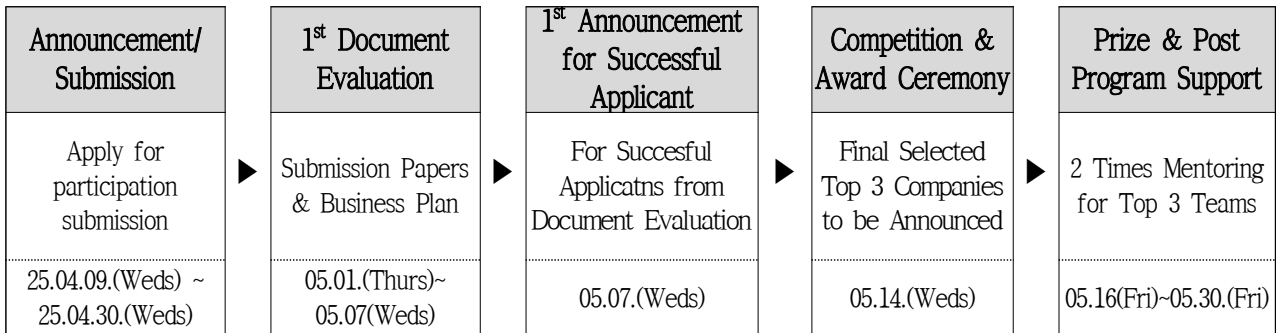 Announcement/
Submission
Apply for
participation
submission
25.04.09.(Weds) ~
25.04.30.(Weds)
▶
1st Document
Evaluation
Submission Papers
& Business Plan
05.01.(Thurs)~
05.07(Weds)
▶
1st Announcement
for Successful
Applicant
For Succesful
Applicatns from
Document Evaluation
05.07.(Weds)
▶
Competition &
Award Ceremony
Final Selected
Top 3 Companies
to be Announced
05.14.(Weds)
▶
Prize & Post
Program Support
2 Times Mentoring
for Top 3 Teams
05.16(Fri)~05.30.(Fri)